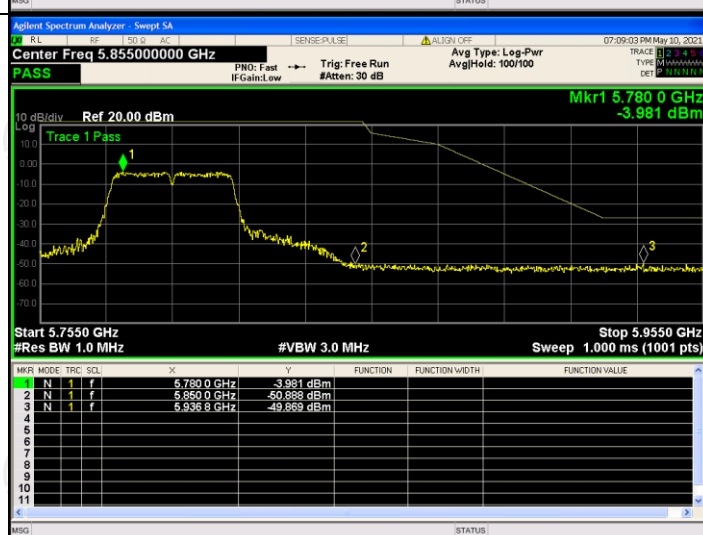 MSG STATUS
Agilent Spectrum Analyzer - Swept SA
RL RF 50 Ω AC SENSE:PULSE ALIGN OFF 07:09:03 PM May 10, 2021
Center Freq 5.855000000 GHz Avg Type: Log-Pwr TRACE 1 2 3 4 5
PNO: Fast Trig: Free Run Avg|Hold: 100/100 TYPE M
PASS IFGain:Low #Atten: 30 dB DET P N N N N
Mkr1 5.780 0 GHz
10 dB/div Ref 20.00 dBm -3.981 dBm
Log
Trace 1 Pass
10.0
1
0.00
-10.0
-20.0
-30.0
-40.0
2 3
-50.0
-60.0
-70.0
Start 5.7550 GHz Stop 5.9550 GHz
#Res BW 1.0 MHz #VBW 3.0 MHz Sweep 1.000 ms (1001 pts)
MKR MODE TRC SCL X Y FUNCTION FUNCTION WIDTH FUNCTION VALUE
1 N 1 f 5.780 0 GHz -3.981 dBm
2 N 1 f 5.850 0 GHz -50.888 dBm
3 N 1 f 5.936 8 GHz -49.869 dBm
4
5
6
7
8
9
10
11
MSG STATUS